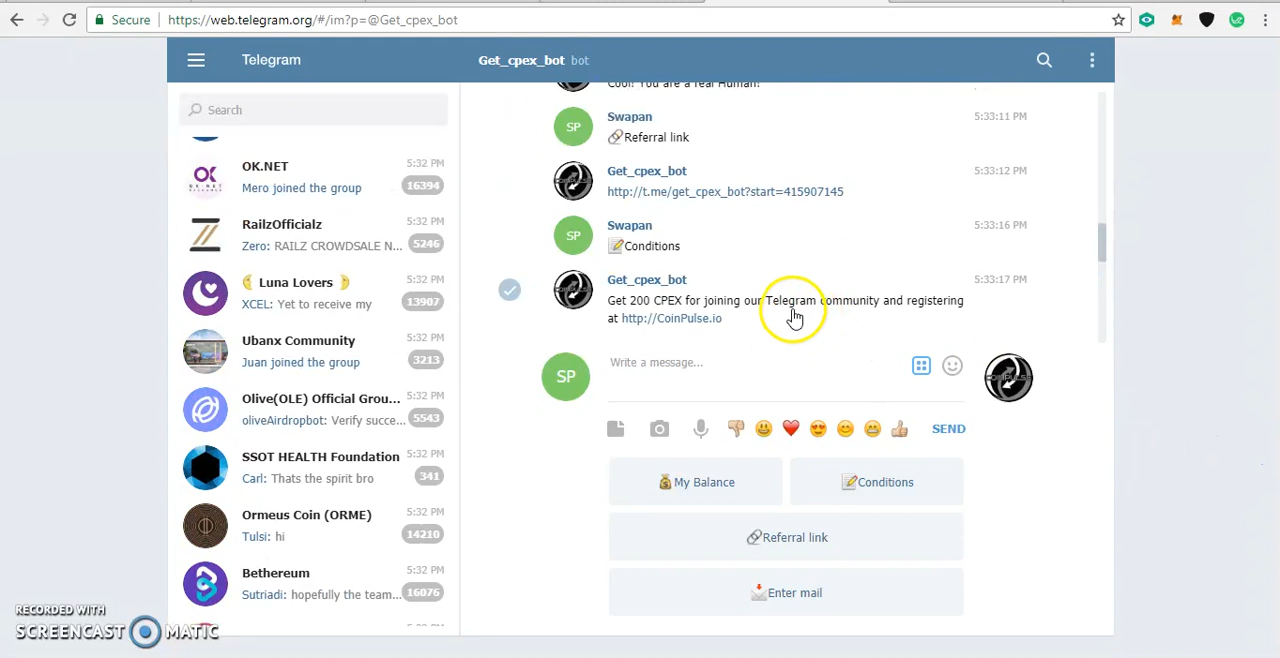 Secure
https://web.telegram.org/#/im?p=@Get_cpex_bot
Telegram
Get_cpex_bot bot
Search
OK.NET 5:32 PM
Mero joined the group 16394
RailzOfficialz 5:32 PM
Zero: RAILZ CROWDSALE N... 5246
Luna Lovers 5:32 PM
XCEL: Yet to receive my 13907
Ubanx Community 5:32 PM
Juan joined the group 3213
Olive(OLE) Official Grou... 5:32 PM
oliveAirdropbot: Verify succe... 5543
SSOT HEALTH Foundation 5:32 PM
Carl: Thats the spirit bro 341
Ormeus Coin (ORME) 5:32 PM
Tulsi: hi 14210
Bethereum 5:32 PM
Sutriadi: hopefully the team... 16076
Cool! You are a real Human!
SP
Swapan 5:33:11 PM
🔗Referral link
Get_cpex_bot 5:33:12 PM
http://t.me/get_cpex_bot?start=415907145
SP
Swapan 5:33:16 PM
📝Conditions
Get_cpex_bot 5:33:17 PM
Get 200 CPEX for joining our Telegram community and registering
at http://CoinPulse.io
SP
Write a message...
SEND
💰My Balance
📝Conditions
🔗Referral link
📩Enter mail
RECORDED WITH
SCREENCAST MATIC